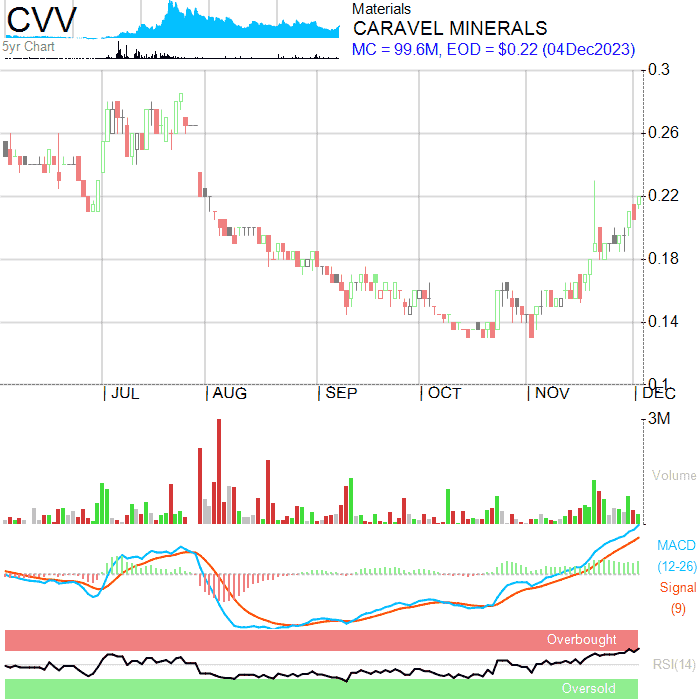 CVV
5yr Chart
Materials
CARAVEL MINERALS
MC = 99.6M, EOD = $0.22 (04Dec2023)
0.3
0.26
0.22
0.18
0.14
0.1
JUL
AUG
SEP
OCT
NOV
DEC
3M
Volume
MACD
(12-26)
Signal
(9)
Overbought
RSI(14)
Oversold